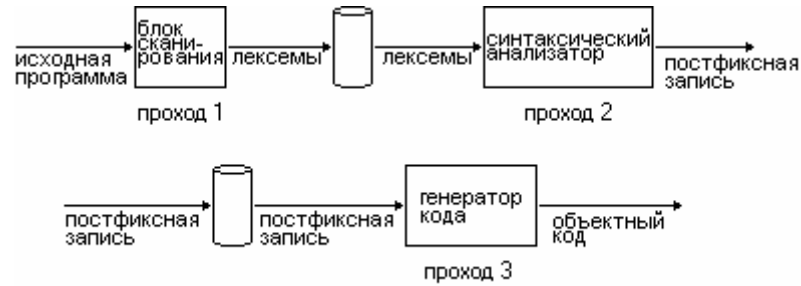 блок
скани-
рования
исходная
программа
лексемы
лексемы
синтаксический
анализатор
постфиксная
запись
проход 1
проход 2
постфиксная
запись
постфиксная
запись
генератор
кода
объектный
код
проход 3